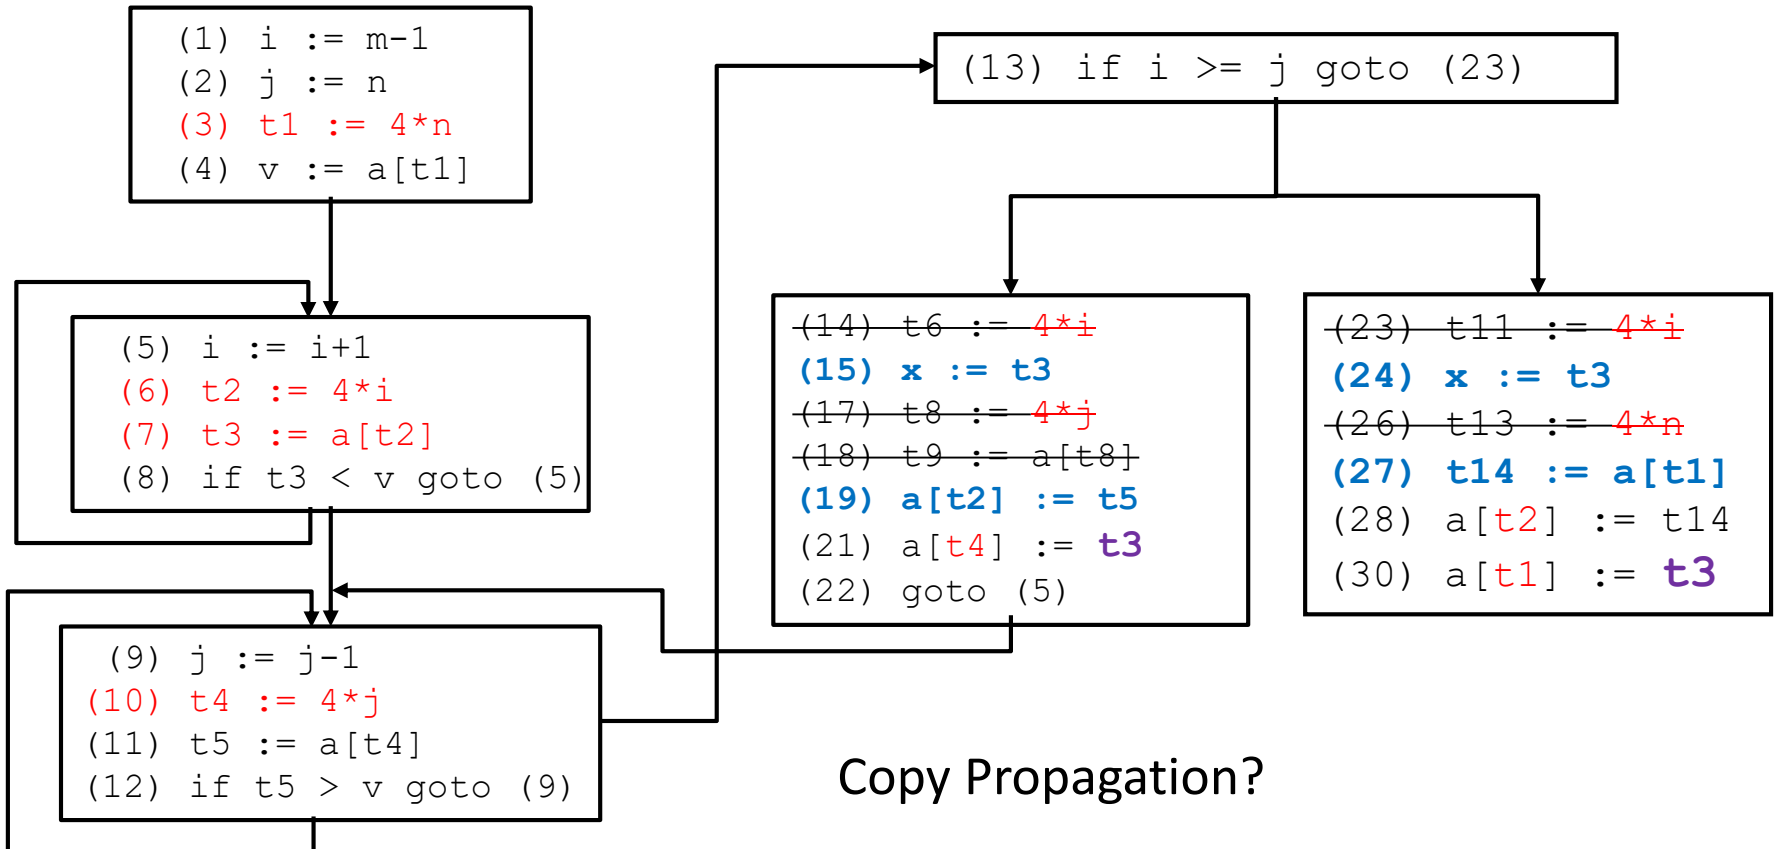 (1) i := m-1
(2) j := n
(3) t1 := 4*n
(4) v := a[t1]
(5) i := i+1
(6) t2 := 4*i
(7) t3 := a[t2]
(8) if t3 < v goto (5)
(9) j := j-1
(10) t4 := 4*j
(11) t5 := a[t4]
(12) if t5 > v goto (9)
(13) if i >= j goto (23)
(14) t6 := 4*i
(15) x := t3
(17) t8 := 4*j
(18) t9 := a[t8]
(19) a[t2] := t5
(21) a[t4] := t3
(22) goto (5)
(23) t11 := 4*i
(24) x := t3
(26) t13 := 4*n
(27) t14 := a[t1]
(28) a[t2] := t14
(30) a[t1] := t3
Copy Propagation?